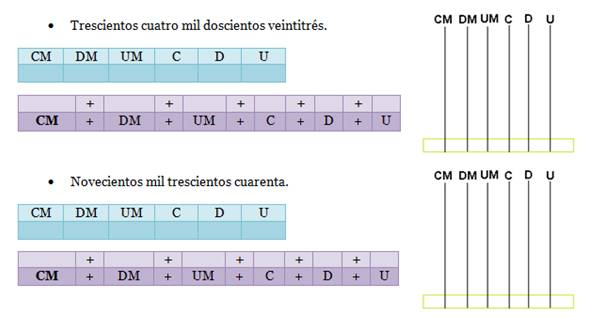 • Trescientos cuatro mil doscientos veintitrés.
CM DM UM C D U
CM DM UM C D U
+ + + + +
CM + DM + UM + C + D + U
• Novecientos mil trescientos cuarenta.
CM DM UM C D U
CM DM UM C D U
+ + + + +
CM + DM + UM + C + D + U